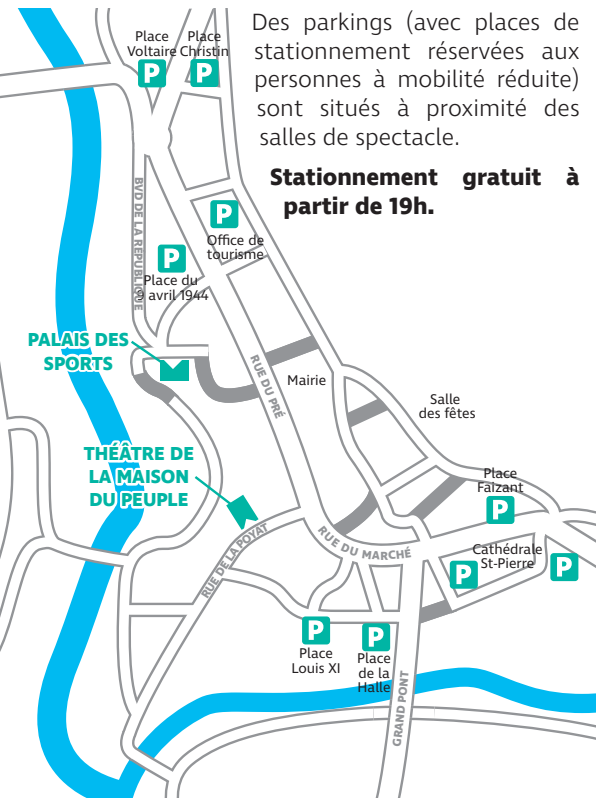 Des parkings (avec places de
stationnement réservées aux
personnes à mobilité réduite)
sont situés à proximité des
salles de spectacle.
Stationnement gratuit à
partir de 19h.
Place
Voltaire
P
Place
Christin
P
BVD DE LA REPUBLIQUE
P
Office de
tourisme
P
Place du
9 avril 1944
PALAIS DES
SPORTS
RUE DU PRÉ
Mairie
Salle
des fêtes
THÉÂTRE DE
LA MAISON
DU PEUPLE
Place
Faizant
P
RUE DE LA POYAT
RUE DU MARCHÉ
Cathédrale
St-Pierre
P
P
P
Place
Louis XI
P
Place
de la
Halle
GRAND PONT